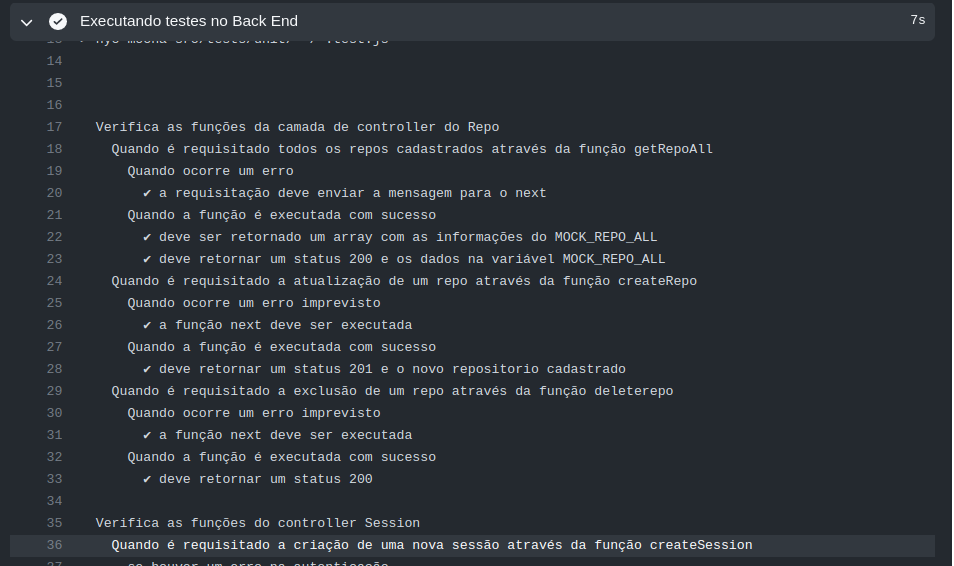 Executando testes no Back End 7s
14
15
16
17 Verifica as funções da camada de controller do Repo
18 Quando é requisitado todos os repos cadastrados através da função getRepoAll
19 Quando ocorre um erro
20 ✔ a requisitação deve enviar a mensagem para o next
21 Quando a função é executada com sucesso
22 ✔ deve ser retornado um array com as informações do MOCK_REPO_ALL
23 ✔ deve retornar um status 200 e os dados na variável MOCK_REPO_ALL
24 Quando é requisitado a atualização de um repo através da função createRepo
25 Quando ocorre um erro imprevisto
26 ✔ a função next deve ser executada
27 Quando a função é executada com sucesso
28 ✔ deve retornar um status 201 e o novo repositorio cadastrado
29 Quando é requisitado a exclusão de um repo através da função deleterepo
30 Quando ocorre um erro imprevisto
31 ✔ a função next deve ser executada
32 Quando a função é executada com sucesso
33 ✔ deve retornar um status 200
34
35 Verifica as funções do controller Session
36 Quando é requisitado a criação de uma nova sessão através da função createSession
37 se houver um erro na autenticação